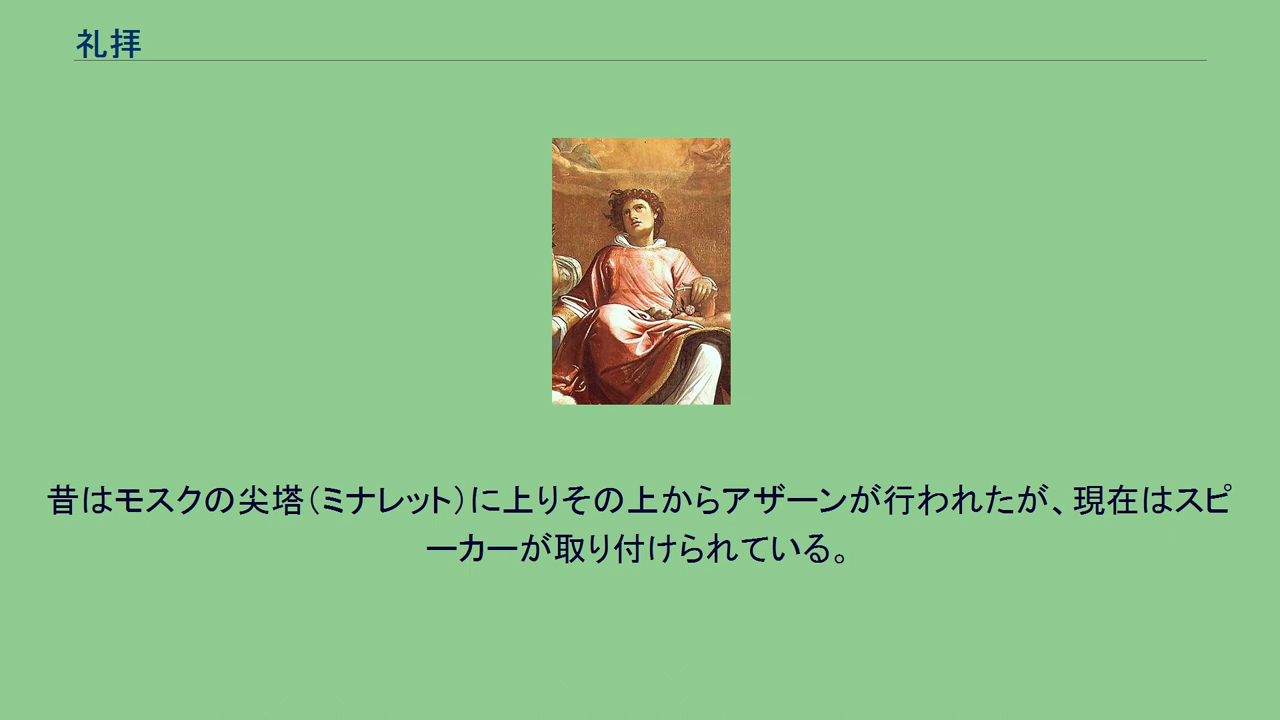 礼拝
昔はモスクの尖塔(ミナレット)に上りその上からアザーンが行われたが、現在はスピ
ーカーが取り付けられている。